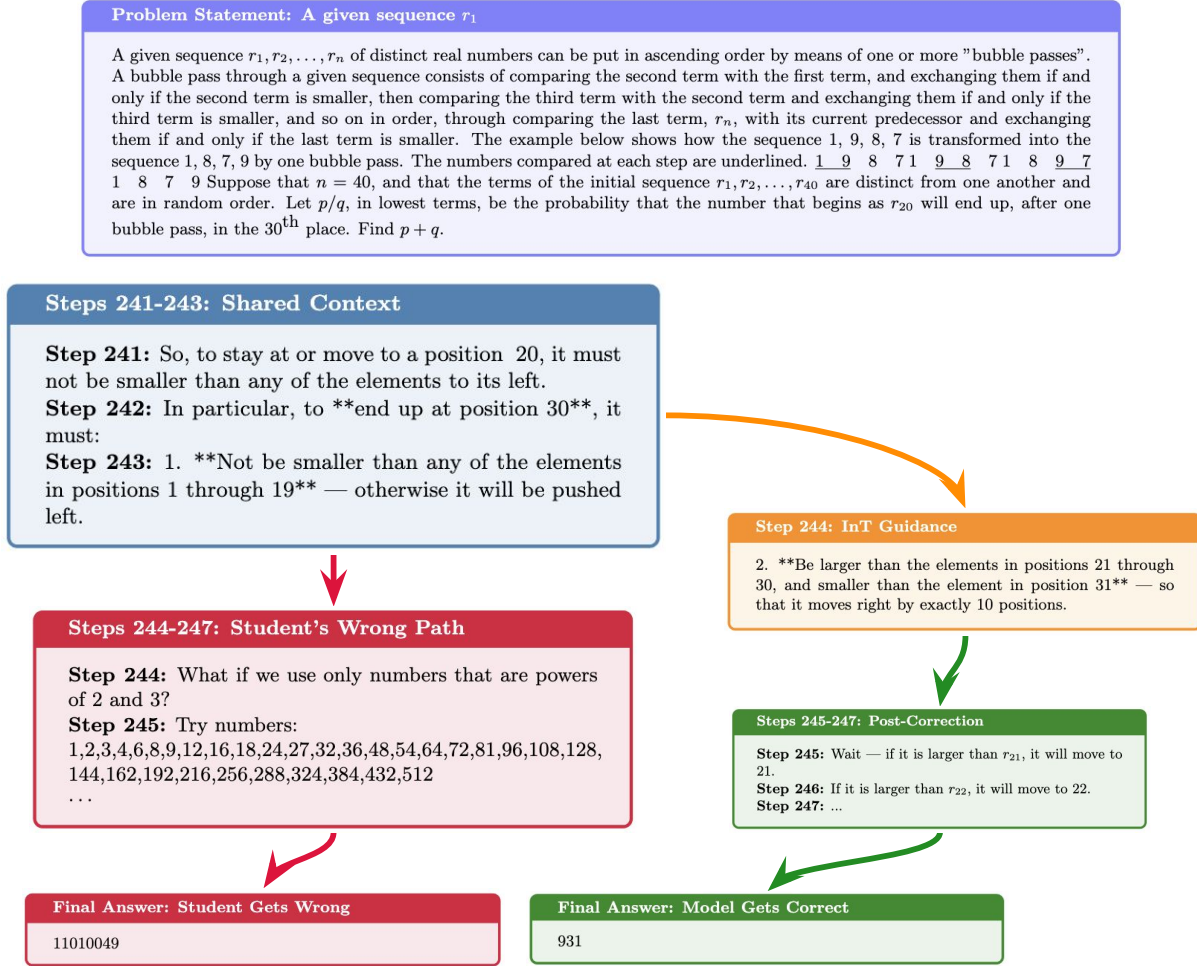 Problem Statement: A given sequence r₁
A given sequence r₁, r₂, . . . , rₙ of distinct real numbers can be put in ascending order by means of one or more ”bubble passes”.
A bubble pass through a given sequence consists of comparing the second term with the first term, and exchanging them if and
only if the second term is smaller, then comparing the third term with the second term and exchanging them if and only if the
third term is smaller, and so on in order, through comparing the last term, rₙ, with its current predecessor and exchanging
them if and only if the last term is smaller. The example below shows how the sequence 1, 9, 8, 7 is transformed into the
sequence 1, 8, 7, 9 by one bubble pass. The numbers compared at each step are underlined. 1 9 8 7 1 9 8 7 1 8 9 7
1 8 7 9 Suppose that n = 40, and that the terms of the initial sequence r₁, r₂, . . . , r₄₀ are distinct from one another and
are in random order. Let p/q, in lowest terms, be the probability that the number that begins as r₂₀ will end up, after one
bubble pass, in the 30th place. Find p + q.
Steps 241-243: Shared Context
Step 241: So, to stay at or move to a position 20, it must
not be smaller than any of the elements to its left.
Step 242: In particular, to **end up at position 30**, it
must:
Step 243: 1. **Not be smaller than any of the elements
in positions 1 through 19** — otherwise it will be pushed
left.
Step 244: InT Guidance
2. **Be larger than the elements in positions 21 through
30, and smaller than the element in position 31** — so
that it moves right by exactly 10 positions.
Steps 244-247: Student’s Wrong Path
Step 244: What if we use only numbers that are powers
of 2 and 3?
Step 245: Try numbers:
1,2,3,4,6,8,9,12,16,18,24,27,32,36,48,54,64,72,81,96,108,128,
144,162,192,216,256,288,324,384,432,512
. . .
Steps 245-247: Post-Correction
Step 245: Wait — if it is larger than r₂₁, it will move to
21.
Step 246: If it is larger than r₂₂, it will move to 22.
Step 247: ...
Final Answer: Student Gets Wrong
11010049
Final Answer: Model Gets Correct
931